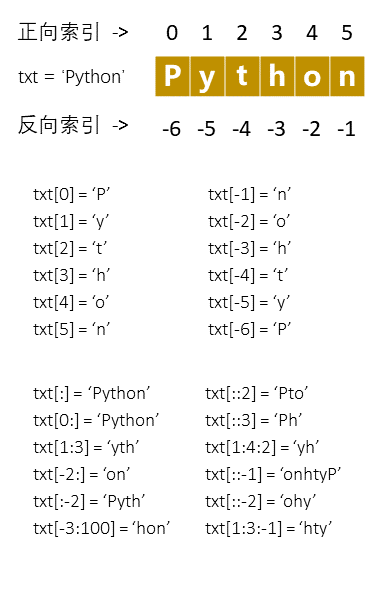 正向索引 -> 0 1 2 3 4 5
txt = ‘Python’ P y t h o n
反向索引 -> -6 -5 -4 -3 -2 -1
txt[0] = ‘P’ txt[-1] = ‘n’
txt[1] = ‘y’ txt[-2] = ‘o’
txt[2] = ‘t’ txt[-3] = ‘h’
txt[3] = ‘h’ txt[-4] = ‘t’
txt[4] = ‘o’ txt[-5] = ‘y’
txt[5] = ‘n’ txt[-6] = ‘P’
txt[:] = ‘Python’ txt[::2] = ‘Pto’
txt[0:] = ‘Python’ txt[::3] = ‘Ph’
txt[1:3] = ‘yth’ txt[1:4:2] = ‘yh’
txt[-2:] = ‘on’ txt[::-1] = ‘onhtyP’
txt[:-2] = ‘Pyth’ txt[::-2] = ‘ohy’
txt[-3:100] = ‘hon’ txt[1:3:-1] = ‘hty’